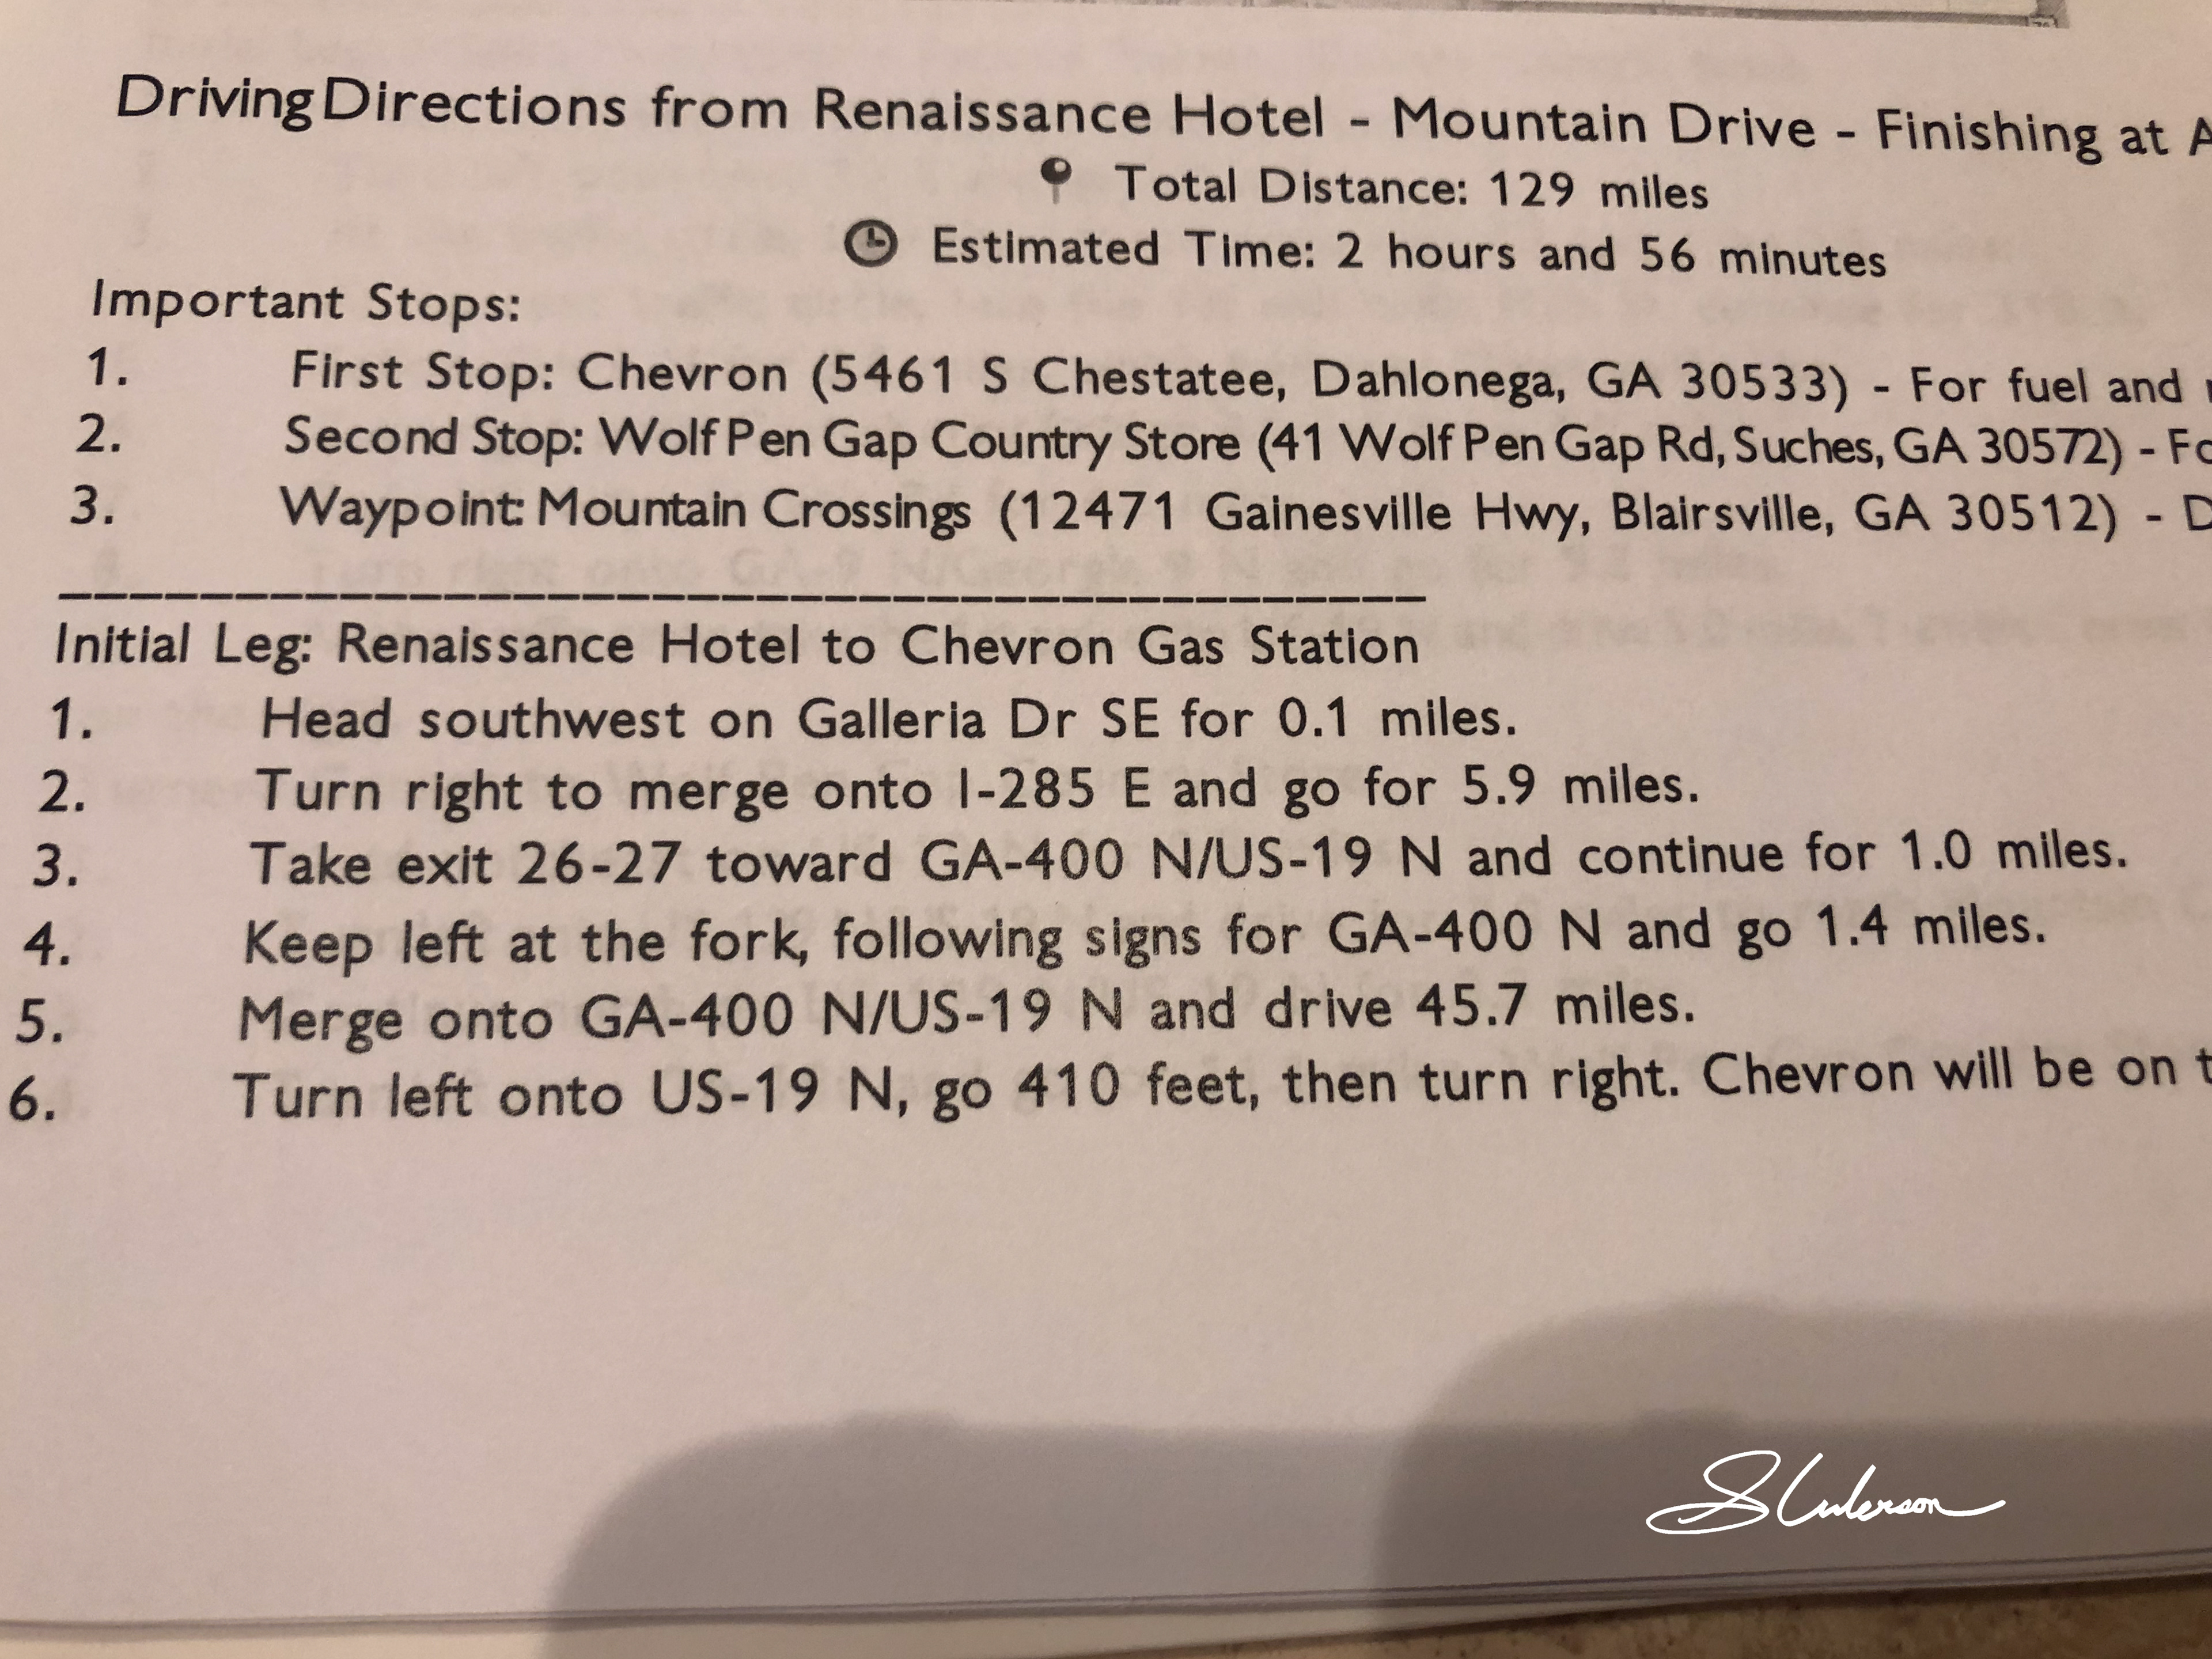 Driving Directions from Renaissance Hotel - Mountain Drive - Finishing at A
Total Distance: 129 miles
Estimated Time: 2 hours and 56 minutes
Important Stops:
1. First Stop: Chevron (5461 S Chestatee, Dahlonega, GA 30533) - For fuel and
2. Second Stop: Wolf Pen Gap Country Store (41 Wolf Pen Gap Rd, Suches, GA 30572) - Fo
3. Waypoint: Mountain Crossings (12471 Gainesville Hwy, Blairsville, GA 30512) - D
Initial Leg: Renaissance Hotel to Chevron Gas Station
1. Head southwest on Galleria Dr SE for 0.1 miles.
2. Turn right to merge onto I-285 E and go for 5.9 miles.
3. Take exit 26-27 toward GA-400 N/US-19 N and continue for 1.0 miles.
4. Keep left at the fork, following signs for GA-400 N and go 1.4 miles.
5. Merge onto GA-400 N/US-19 N and drive 45.7 miles.
6. Turn left onto US-19 N, go 410 feet, then turn right. Chevron will be on t